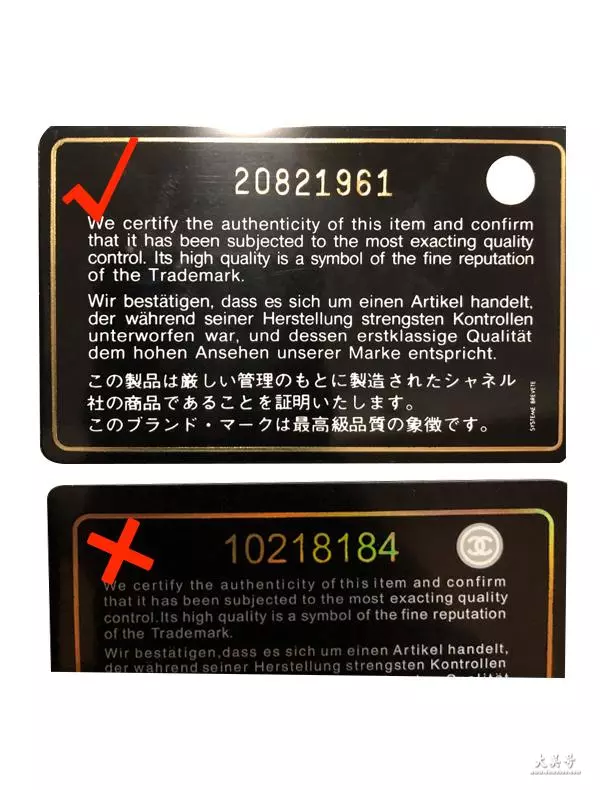 20821961
We certify the authenticity of this item and confirm
that it has been subjected to the most exacting quality
control. Its high quality is a symbol of the fine reputation
of the Trademark.
Wir bestätigen, dass es sich um einen Artikel handelt,
der während seiner Herstellung strengsten Kontrollen
unterworfen war, und dessen erstklassige Qualität
dem hohen Ansehen unserer Marke entspricht.
この製品は厳しい管理のもとに製造されたシャネル
社の商品であることを証明いたします。
このブランド・マークは最高級品質の象徴です。
SYSTEME BREVETE
10218184
We certify the authenticity of this item and confirm
that it has been subjected to the most exacting quality
control.Its high quality is a symbol of the fine reputation
of the Trademark.
Wir bestätigen,dass es sich um einen Artikel handelt,
der während seiner Herstellung strengsten Kontrollen
Qualität
大真号